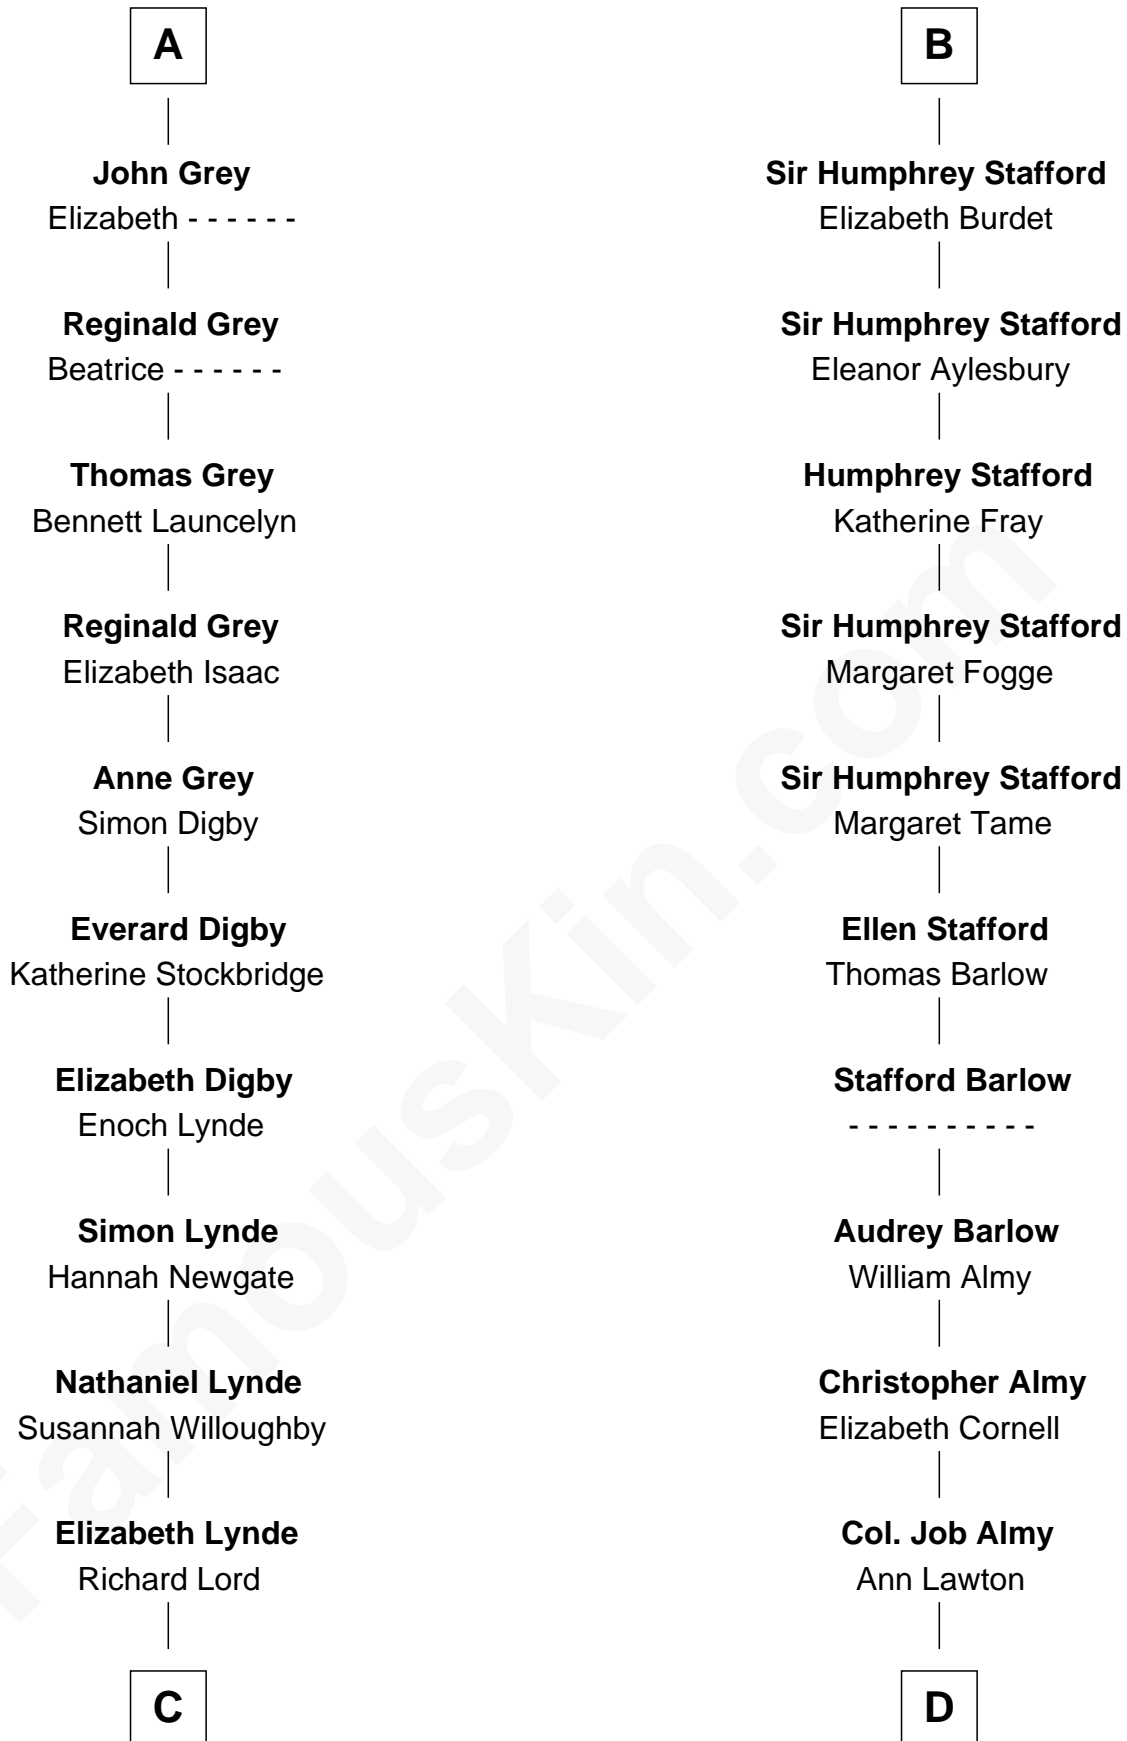 A
John Grey
Elizabeth - - - - - -
Reginald Grey
Beatrice - - - - - -
Thomas Grey
Bennett Launcelyn
Reginald Grey
Elizabeth Isaac
Anne Grey
Simon Digby
Everard Digby
Katherine Stockbridge
Elizabeth Digby
Enoch Lynde
Simon Lynde
Hannah Newgate
Nathaniel Lynde
Susannah Willoughby
Elizabeth Lynde
Richard Lord
C
B
Sir Humphrey Stafford
Elizabeth Burdet
Sir Humphrey Stafford
Eleanor Aylesbury
Humphrey Stafford
Katherine Fray
Sir Humphrey Stafford
Margaret Fogge
Sir Humphrey Stafford
Margaret Tame
Ellen Stafford
Thomas Barlow
Stafford Barlow
- - - - - - - - - -
Audrey Barlow
William Almy
Christopher Almy
Elizabeth Cornell
Col. Job Almy
Ann Lawton
D
FamousKin.com